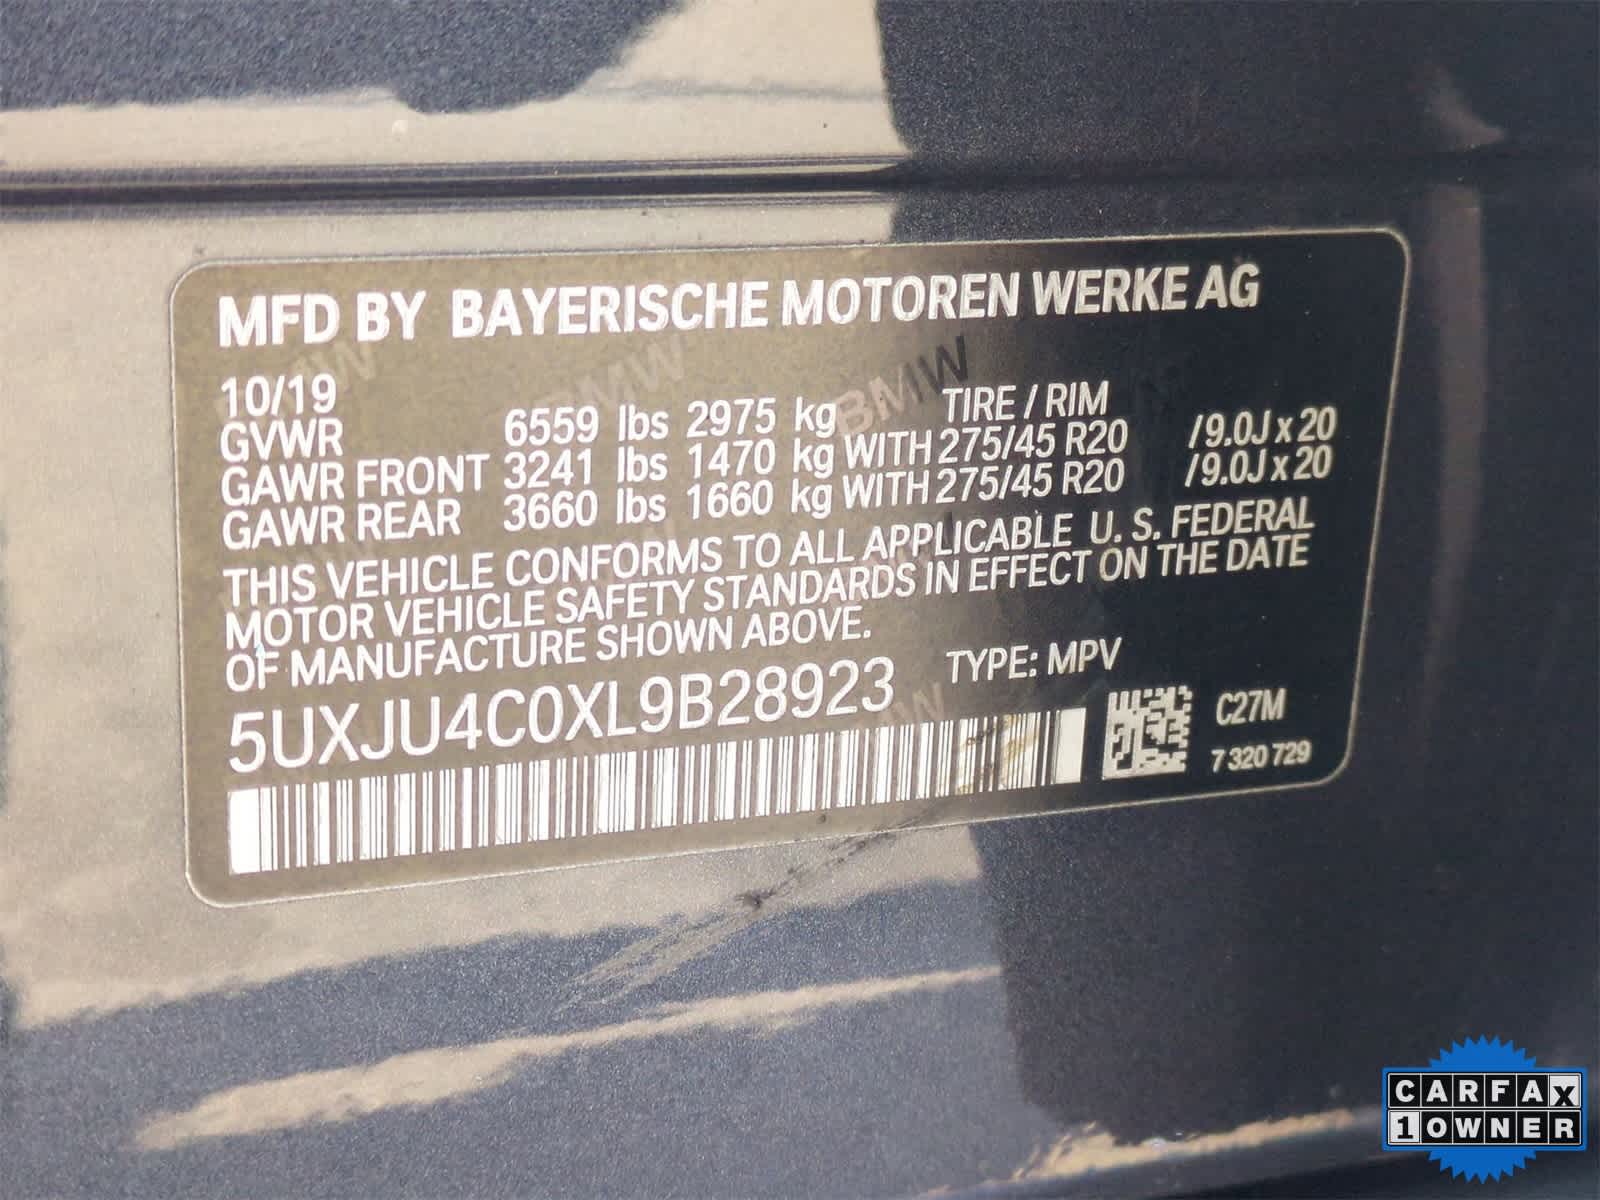 MFD BY BAYERISCHE MOTOREN WERKE AG
10/19
GVWR 6559 lbs 2975 kg TIRE / RIM
GAWR FRONT 3241 lbs 1470 kg WITH 275/45 R20 /9.0J x 20
GAWR REAR 3660 lbs 1660 kg WITH 275/45 R20 /9.0J x 20
THIS VEHICLE CONFORMS TO ALL APPLICABLE U. S. FEDERAL
MOTOR VEHICLE SAFETY STANDARDS IN EFFECT ON THE DATE
OF MANUFACTURE SHOWN ABOVE.
5UXJU4C0XL9B28923 TYPE: MPV
C27M
7 320 729
BMW
CARFAX
1 OWNER